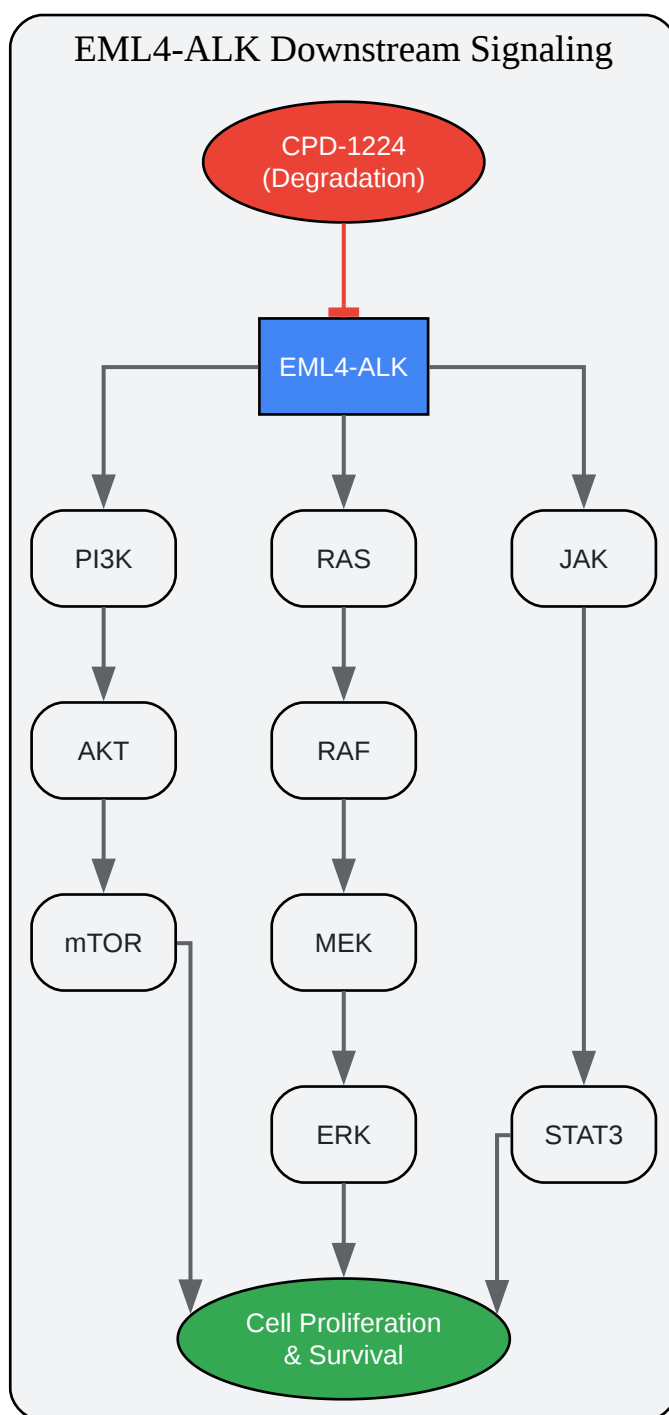 EML4-ALK Downstream Signaling
CPD-1224
(Degradation)
EML4-ALK
PI3K
RAS
JAK
AKT
RAF
mTOR
MEK
ERK
STAT3
Cell Proliferation
& Survival